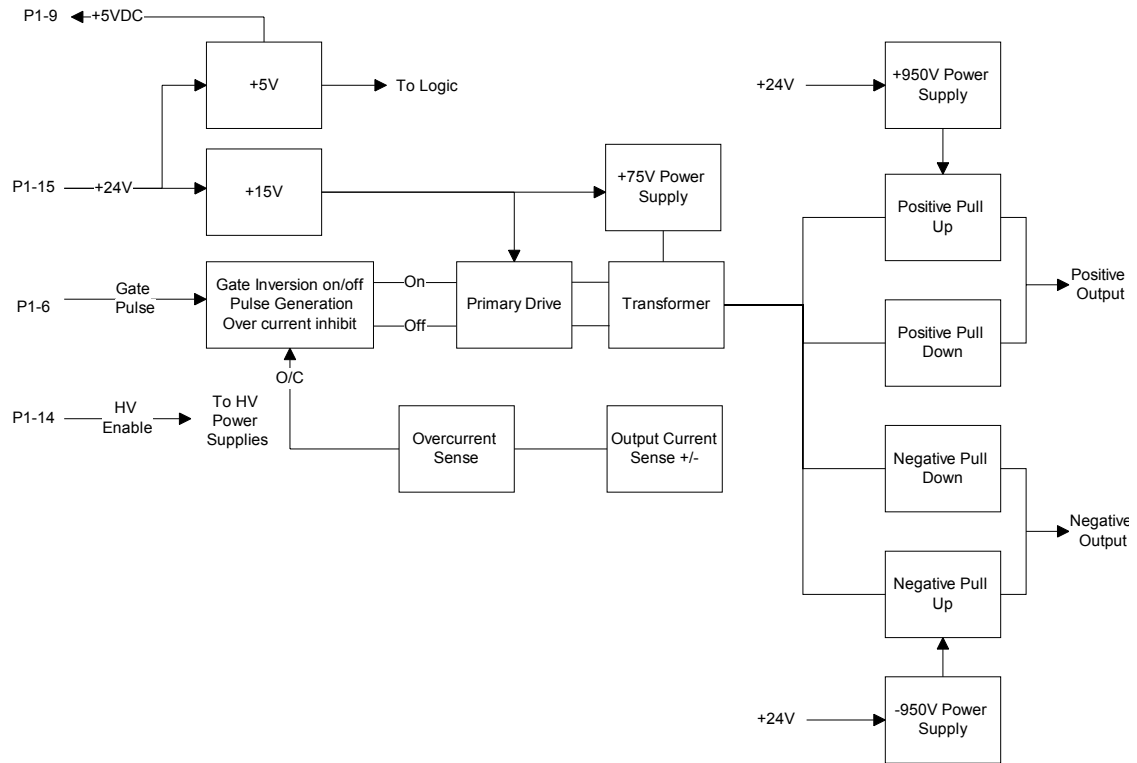 P1-9
+5VDC
+5V
To Logic
+24V
+950V Power
Supply
P1-15
+24V
+15V
+75V Power
Supply
Positive Pull
Up
Positive
Output
P1-6
Gate
Pulse
Gate Inversion on/off
Pulse Generation
Over current inhibit
On
Off
Primary Drive
Transformer
Positive Pull
Down
O/C
P1-14
HV
Enable
To HV
Power
Supplies
Overcurrent
Sense
Output Current
Sense +/-
Negative Pull
Down
Negative
Output
Negative Pull
Up
+24V
-950V Power
Supply